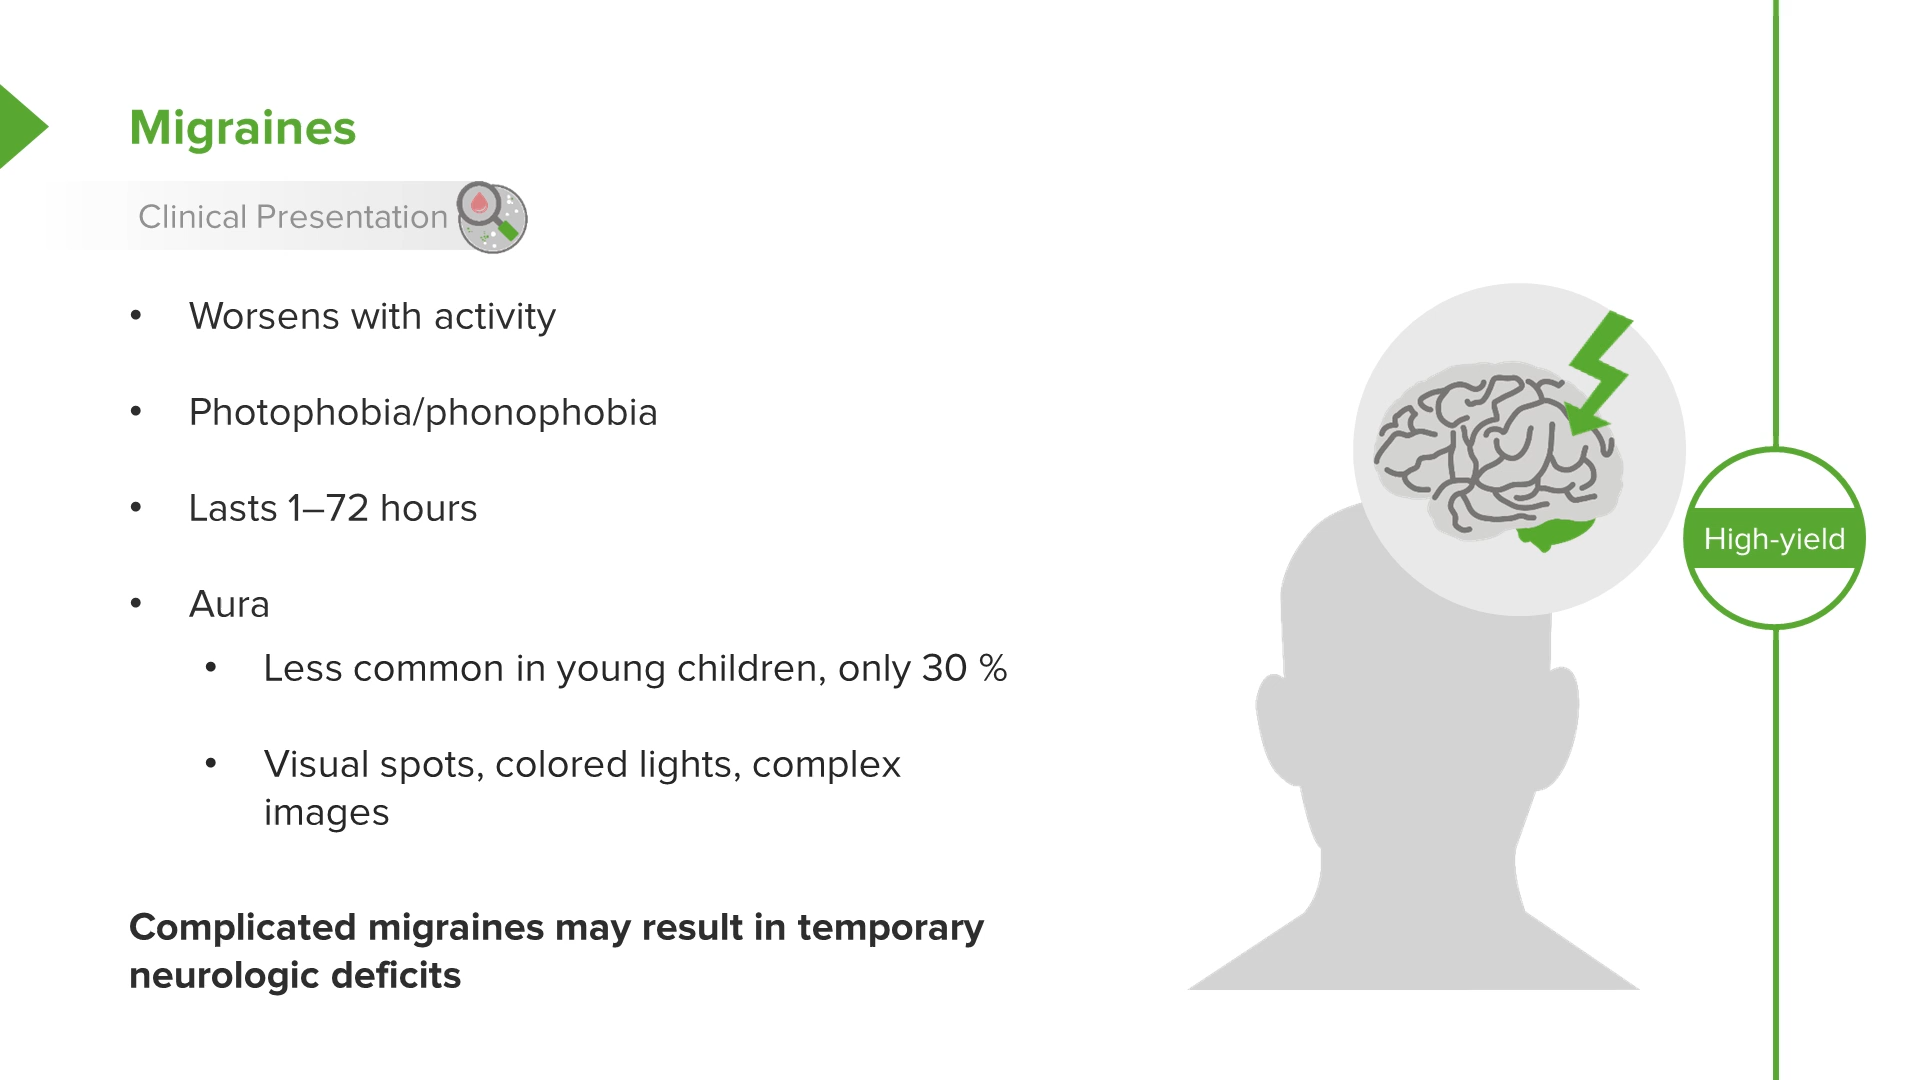 Migraines
Clinical Presentation
• Worsens with activity
• Photophobia/phonophobia
• Lasts 1–72 hours
• Aura
• Less common in young children, only 30 %
• Visual spots, colored lights, complex
images
Complicated migraines may result in temporary
neurologic deficits
High-yield